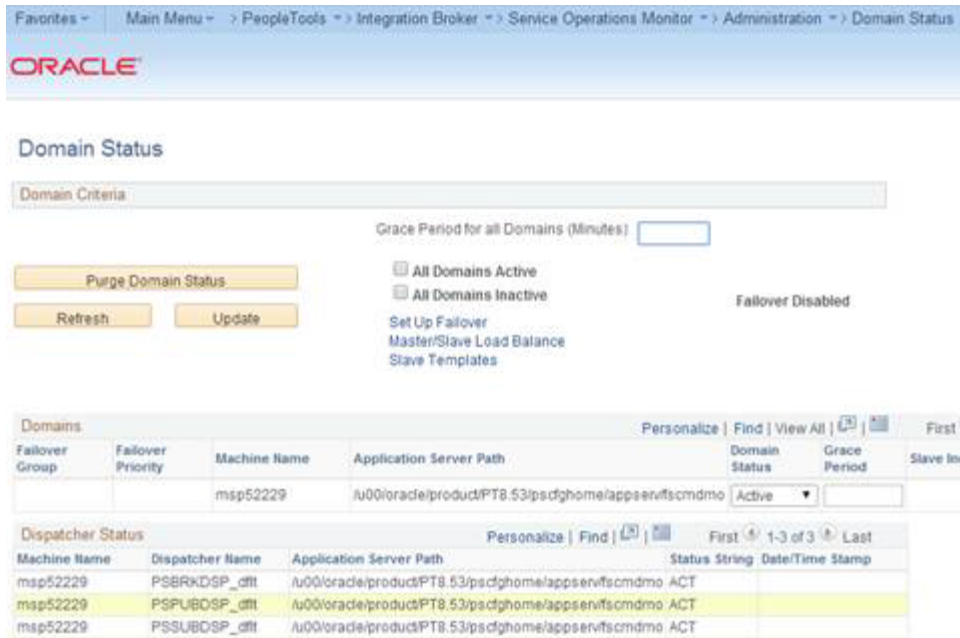 Favorites Main Menu > PeopleTools > Integration Broker > Service Operations Monitor > Administration > Domain Status
ORACLE
Domain Status
Domain Criteria
Grace Period for all Domains (Minutes)
Purge Domain Status
All Domains Active
All Domains Inactive
Failover Disabled
Refresh Update
Set Up Failover
Master/Slave Load Balance
Slave Templates
Domains Personalize | Find | View All | | First
Failover Group Failover Priority Machine Name Application Server Path Domain Status Grace Period Slave In
msp52229 /u00/oracle/product/PT8.53/pscfghome/appserv/fscmdmo Active
Dispatcher Status Personalize | Find | | First 1-3 of 3 Last
Machine Name Dispatcher Name Application Server Path Status String Date/Time Stamp
msp52229 PSBRKDSP_dflt /u00/oracle/product/PT8.53/pscfghome/appserv/fscmdmo ACT
msp52229 PSPUBDSP_dflt /u00/oracle/product/PT8.53/pscfghome/appserv/fscmdmo ACT
msp52229 PSSUBDSP_dflt /u00/oracle/product/PT8.53/pscfghome/appserv/fscmdmo ACT